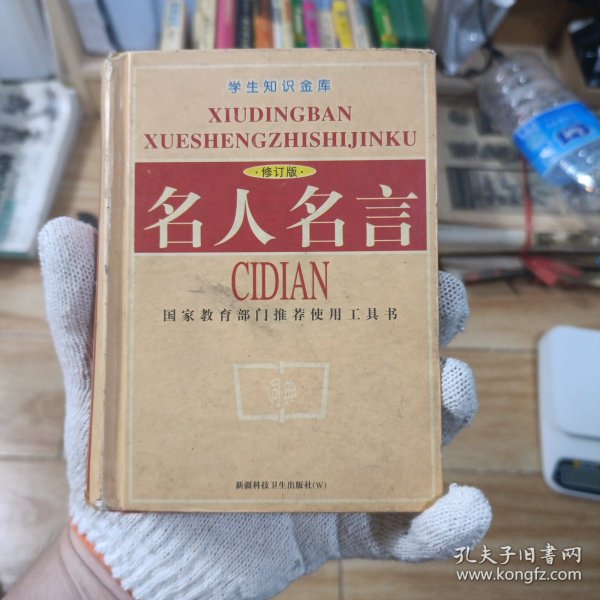 学生知识金库
XIUDINGBAN
XUESHENGZHISHIJINKU
·修订版·
名人名言
CIDIAN
国家教育部门推荐使用工具书
词典
新疆科技卫生出版社(W)
孔夫子旧书网
www.kongfz.com